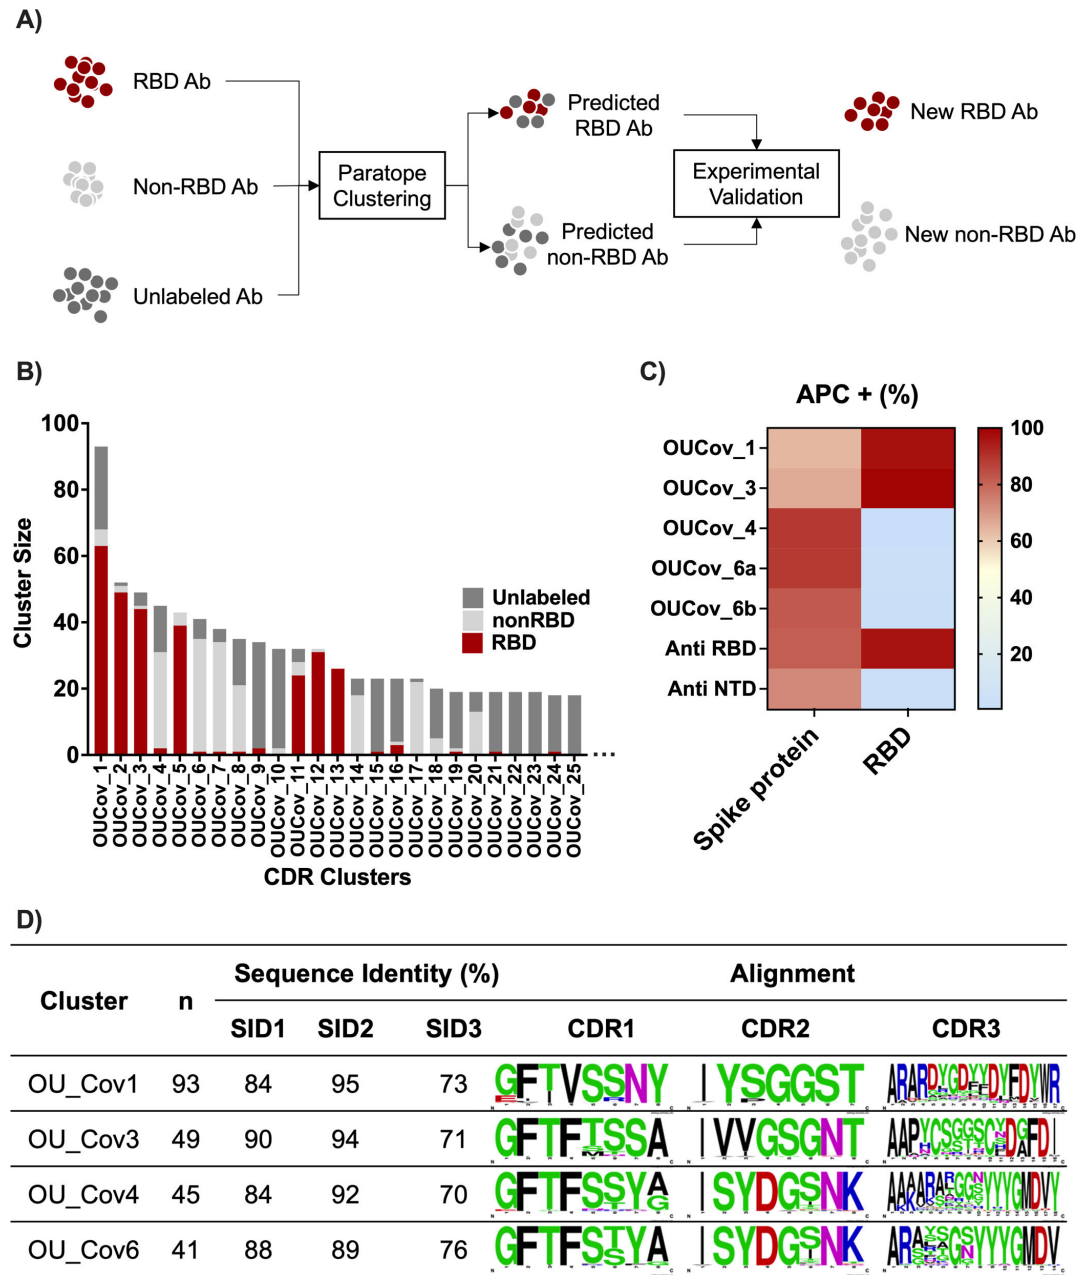 A)
RBD Ab
Non-RBD Ab
Unlabeled Ab
Paratope
Clustering
Predicted
RBD Ab
Predicted
non-RBD Ab
Experimental
Validation
New RBD Ab
New non-RBD Ab
B)
Cluster Size
100
80
60
40
20
0
Unlabeled
nonRBD
RBD
OUCov_1
OUCov_2
OUCov_3
OUCov_4
OUCov_5
OUCov_6
OUCov_7
OUCov_8
OUCov_9
OUCov_10
OUCov_11
OUCov_12
OUCov_13
OUCov_14
OUCov_15
OUCov_16
OUCov_17
OUCov_18
OUCov_19
OUCov_20
OUCov_21
OUCov_22
OUCov_23
OUCov_24
OUCov_25
CDR Clusters
C)
APC + (%)
OUCov_1
OUCov_3
OUCov_4
OUCov_6a
OUCov_6b
Anti RBD
Anti NTD
Spike protein
RBD
100
80
60
40
20
D)
Cluster n Sequence Identity (%) Alignment
SID1 SID2 SID3 CDR1 CDR2 CDR3
OU_Cov1 93 84 95 73 GFTVSSNY IYSGGST
OU_Cov3 49 90 94 71 GFTFTSSA IVVGSGNT
OU_Cov4 45 84 92 70 GFTFSSYA ISYDGSNK
OU_Cov6 41 88 89 76 GFTFSTYA ISYDGSNK